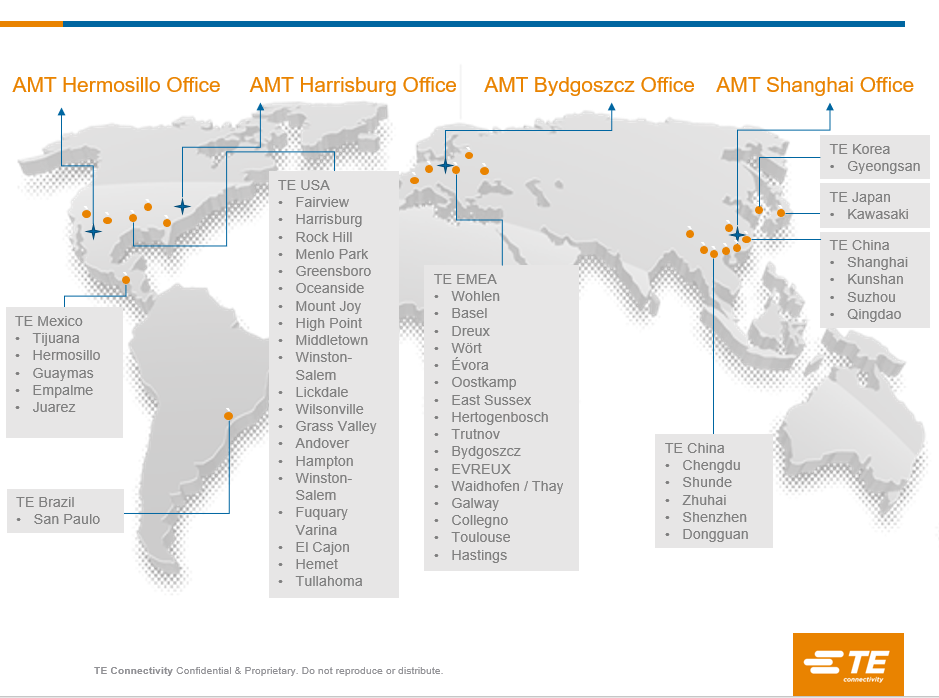 AMT Hermosillo Office
AMT Harrisburg Office
AMT Bydgoszcz Office
AMT Shanghai Office
TE Mexico
• Tijuana
• Hermosillo
• Guaymas
• Empalme
• Juarez
TE Brazil
• San Paulo
TE USA
• Fairview
• Harrisburg
• Rock Hill
• Menlo Park
• Greensboro
• Oceanside
• Mount Joy
• High Point
• Middletown
• Winston-
Salem
• Lickdale
• Wilsonville
• Grass Valley
• Andover
• Hampton
• Winston-
Salem
• Fuquary
Varina
• El Cajon
• Hemet
• Tullahoma
TE EMEA
• Wohlen
• Basel
• Dreux
• Wört
• Évora
• Oostkamp
• East Sussex
• Hertogenbosch
• Trutnov
• Bydgoszcz
• EVREUX
• Waidhofen / Thay
• Galway
• Collegno
• Toulouse
• Hastings
TE Korea
• Gyeongsan
TE Japan
• Kawasaki
TE China
• Shanghai
• Kunshan
• Suzhou
• Qingdao
TE China
• Chengdu
• Shunde
• Zhuhai
• Shenzhen
• Dongguan
TE Connectivity Confidential & Proprietary. Do not reproduce or distribute.
TE
connectivity